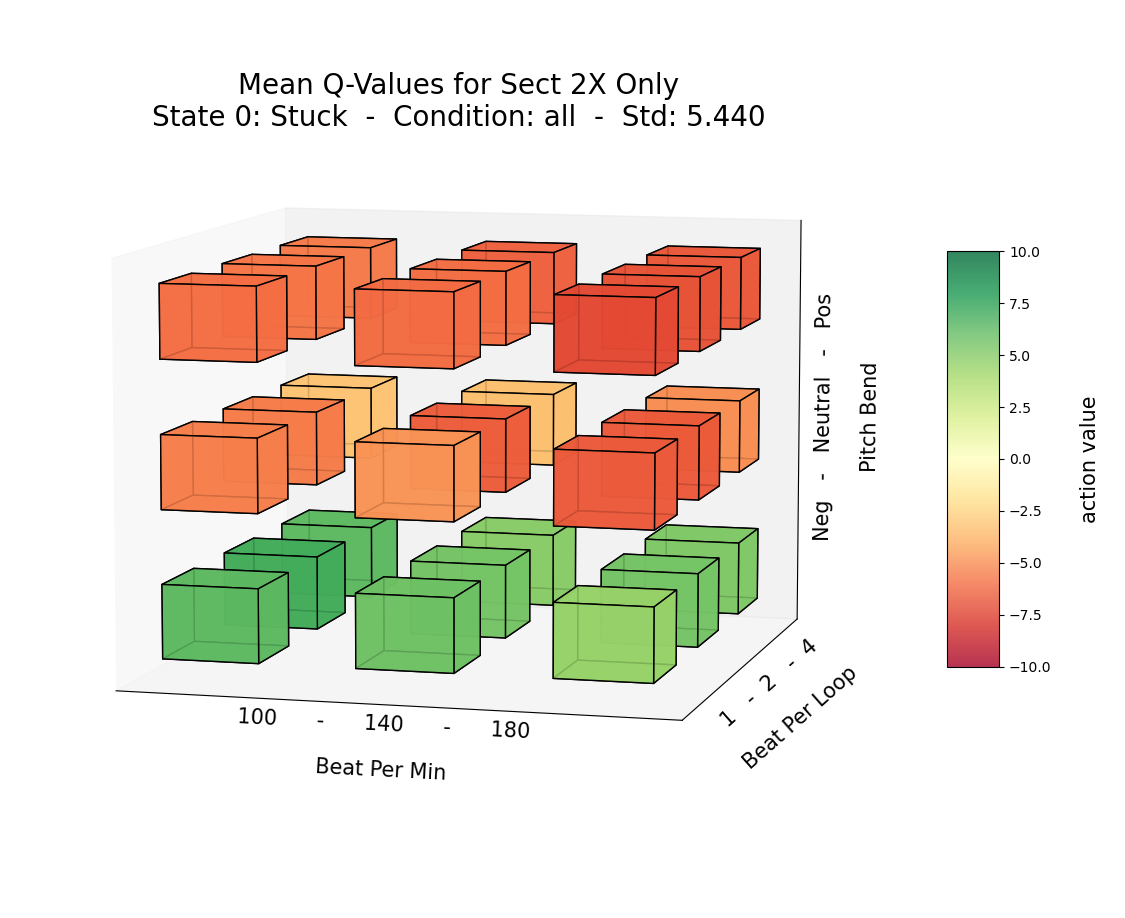 Mean Q-Values for Sect 2X Only
State 0: Stuck  -  Condition: all  -  Std: 5.440
Neg  -  Neutral  -  Pos
Pitch Bend
1  -  2  -  4
Beat Per Loop
100  -  140  -  180
Beat Per Min
10.0
7.5
5.0
2.5
0.0
−2.5
−5.0
−7.5
−10.0
action value